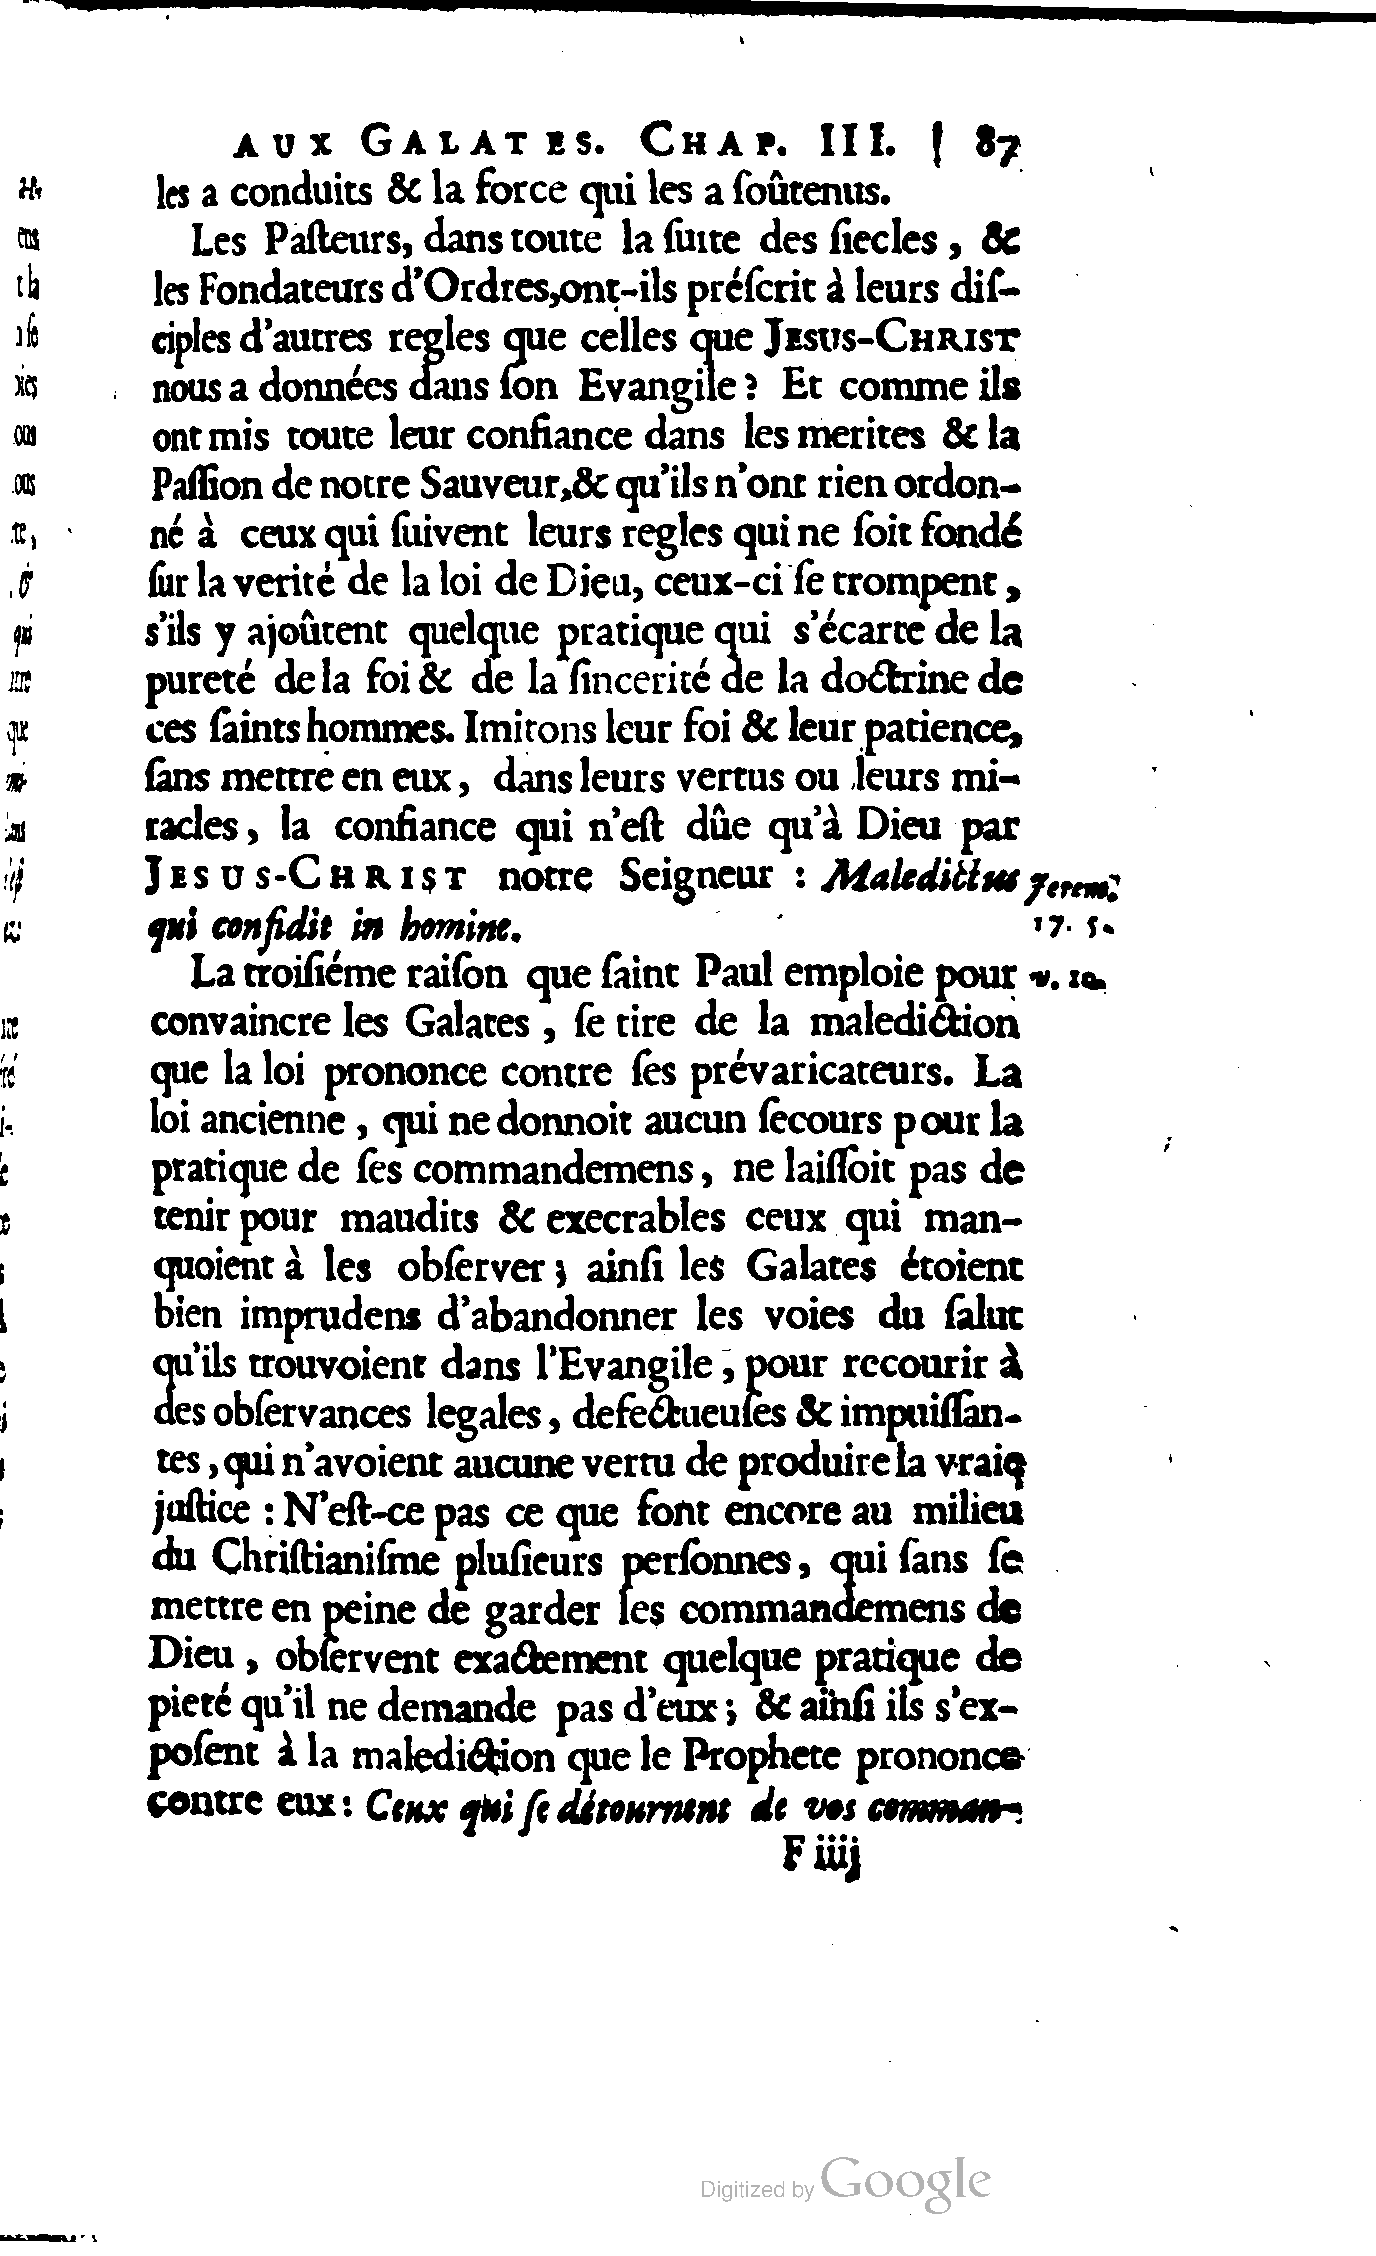 AUX GALATES. CHAP. III. 87
les a conduits & la force qui les a ſoûtenus.
Les Paſteurs, dans toute la ſuite des ſiecles, &
les Fondateurs d'Ordres, ont-ils préſcrit à leurs diſ-
ciples d'autres regles que celles que JESUS-CHRIST
nous a données dans ſon Evangile? Et comme ils
ont mis toute leur confiance dans les merites & la
Paſſion de notre Sauveur, & qu'ils n'ont rien ordon-
né à ceux qui ſuivent leurs regles qui ne ſoit fondé
ſur la verité de la loi de Dieu, ceux-ci ſe trompent,
s'ils y ajoûtent quelque pratique qui s'écarte de la
pureté de la foi & de la ſincerité de la doctrine de
ces ſaints hommes. Imitons leur foi & leur patience,
ſans mettre en eux, dans leurs vertus ou leurs mi-
racles, la confiance qui n'eſt dûe qu'à Dieu par
JESUS-CHRIST notre Seigneur : Maledictus Jerem.
qui confidit in homine. 17. 5.
La troiſiéme raiſon que ſaint Paul emploie pour v. 10.
convaincre les Galates, ſe tire de la malediction
que la loi prononce contre ſes prévaricateurs. La
loi ancienne, qui ne donnoit aucun ſecours pour la
pratique de ſes commandemens, ne laiſſoit pas de
tenir pour maudits & execrables ceux qui man-
quoient à les obſerver; ainſi les Galates étoient
bien imprudens d'abandonner les voies du ſalut
qu'ils trouvoient dans l'Evangile, pour recourir à
des obſervances legales, defectueuſes & impuiſſan-
tes, qui n'avoient aucune vertu de produire la vraie
juſtice : N'eſt-ce pas ce que font encore au milieu
du Chriſtianiſme pluſieurs perſonnes, qui ſans ſe
mettre en peine de garder les commandemens de
Dieu, obſervent exactement quelque pratique de
pieté qu'il ne demande pas d'eux; & ainſi ils s'ex-
poſent à la malediction que le Prophete prononce
contre eux: Ceux qui ſe détournent de vos comman-
F iiij
Digitized by Google